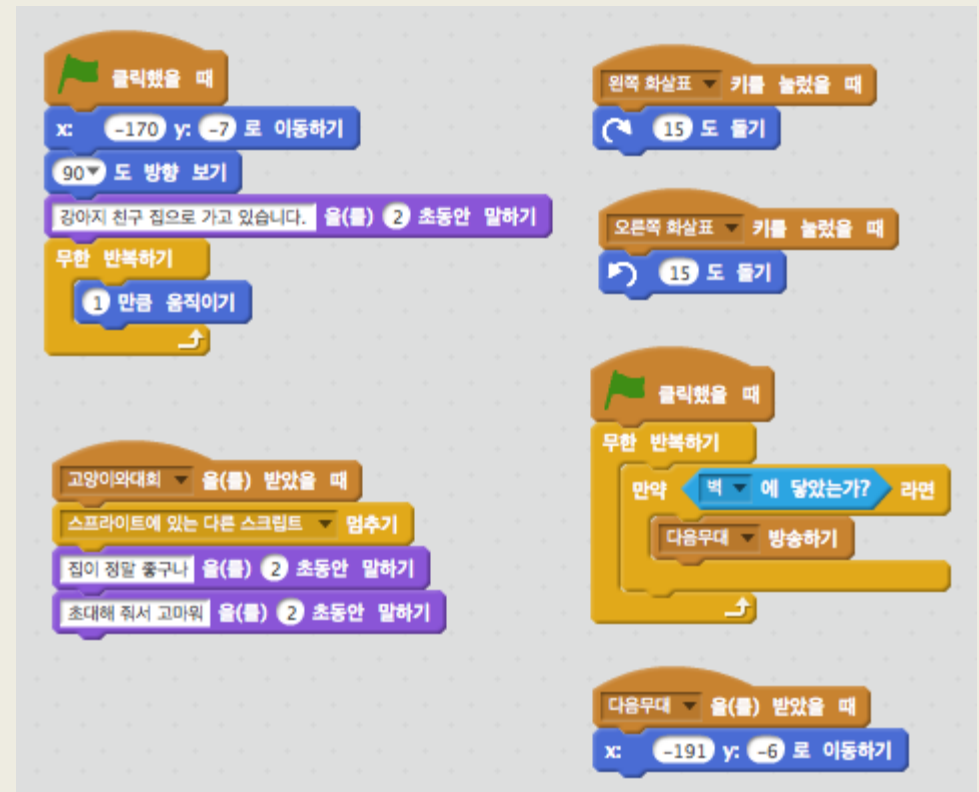 클릭했을 때
x: -170 y: -7 로 이동하기
90 도 방향 보기
강아지 친구 집으로 가고 있습니다. 을(를) 2 초동안 말하기
무한 반복하기
1 만큼 움직이기
고양이와대회 을(를) 받았을 때
스프라이트에 있는 다른 스크립트 멈추기
집이 정말 좋구나 을(를) 2 초동안 말하기
초대해 줘서 고마워 을(를) 2 초동안 말하기
왼쪽 화살표 키를 눌렀을 때
15 도 돌기
오른쪽 화살표 키를 눌렀을 때
15 도 돌기
클릭했을 때
무한 반복하기
만약 벽 에 닿았는가? 라면
다음무대 방송하기
다음무대 을(를) 받았을 때
x: -191 y: -6 로 이동하기